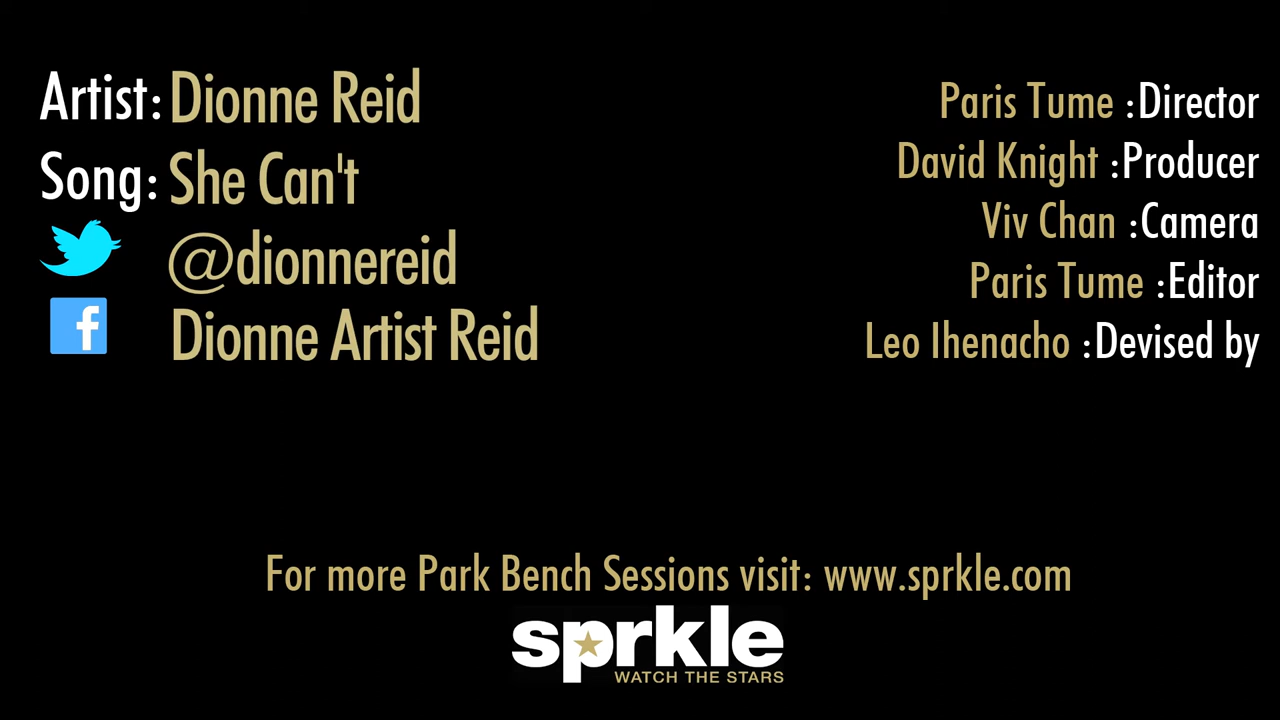 Artist: Dionne Reid
Song: She Can't
@dionnereid
Dionne Artist Reid
Paris Tume :Director
David Knight :Producer
Viv Chan :Camera
Paris Tume :Editor
Leo Ihenacho :Devised by
For more Park Bench Sessions visit: www.sprkle.com
sprkle
WATCH THE STARS